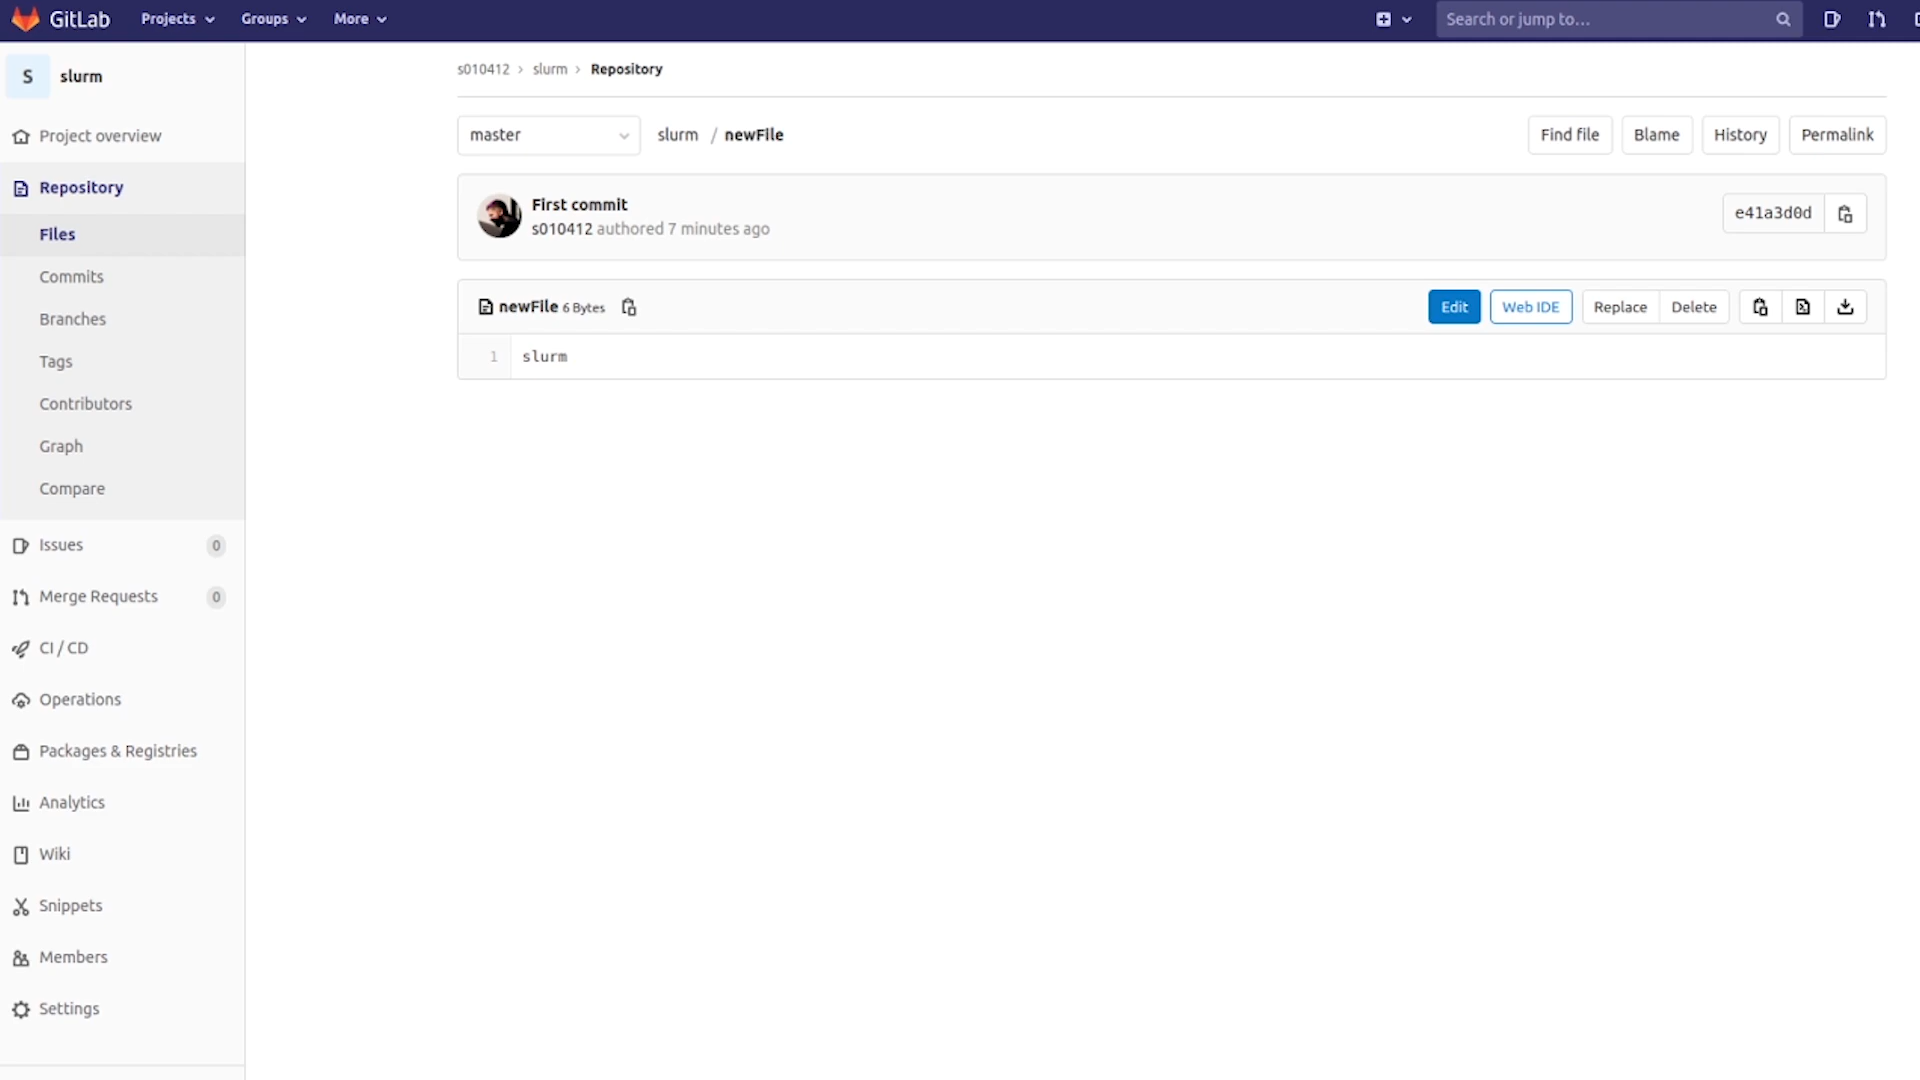 GitLab Projects Groups More Search or jump to...
S slurm
Project overview
Repository
Files
Commits
Branches
Tags
Contributors
Graph
Compare
Issues 0
Merge Requests 0
CI / CD
Operations
Packages & Registries
Analytics
Wiki
Snippets
Members
Settings
s010412 > slurm > Repository
master slurm / newFile Find file Blame History Permalink
First commit
s010412 authored 7 minutes ago
e41a3d0d
newFile 6 Bytes Edit Web IDE Replace Delete
1 slurm